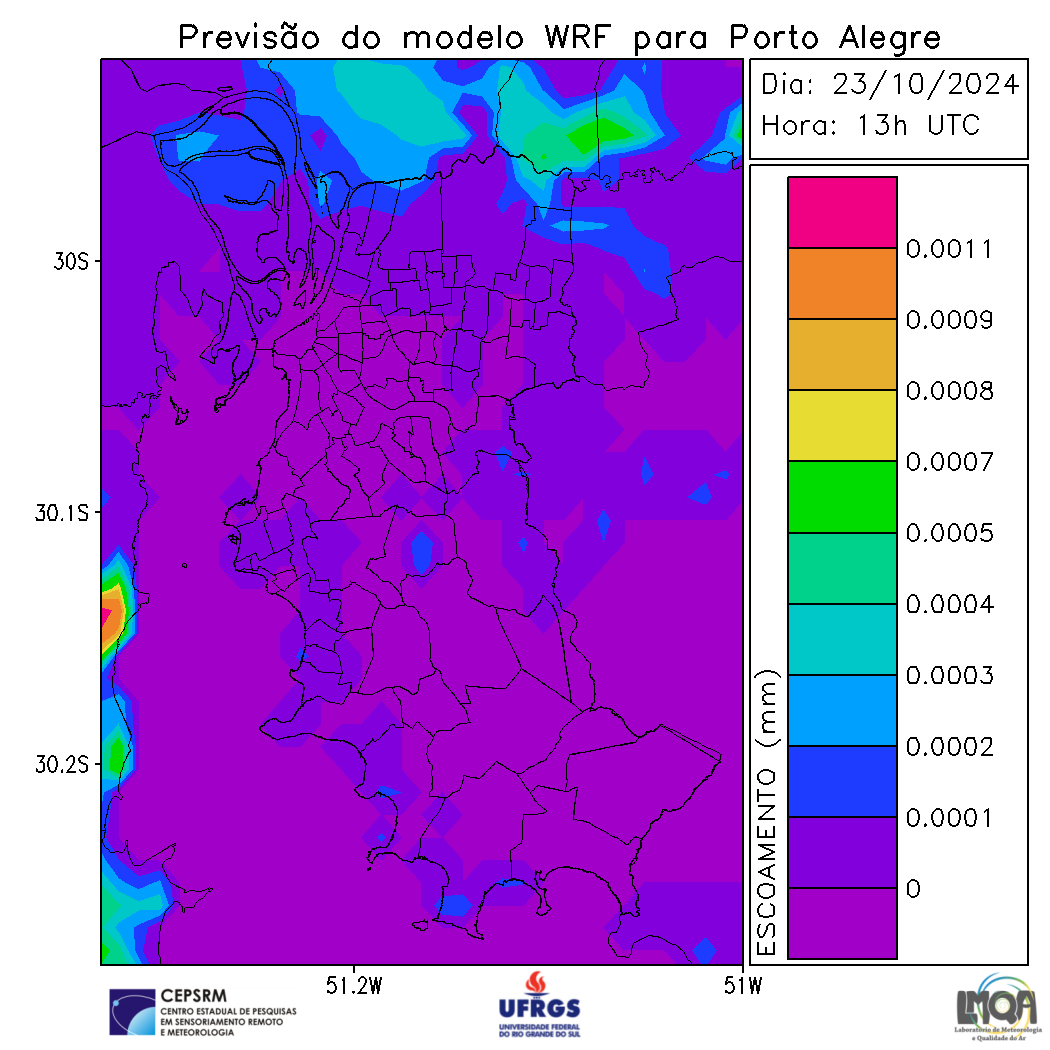 Previsão do modelo WRF para Porto Alegre
Dia: 23/10/2024
Hora: 13h UTC
0.0011
0.0009
0.0008
0.0007
0.0005
0.0004
0.0003
0.0002
0.0001
0
ESCOAMENTO (mm)
30S
30.1S
30.2S
51.2W
51W
CEPSRM
CENTRO ESTADUAL DE PESQUISAS
EM SENSORIAMENTO REMOTO
E METEOROLOGIA
UFRGS
UNIVERSIDADE FEDERAL
DO RIO GRANDE DO SUL
LMQA
Laboratório de Meteorologia
e Qualidade do Ar